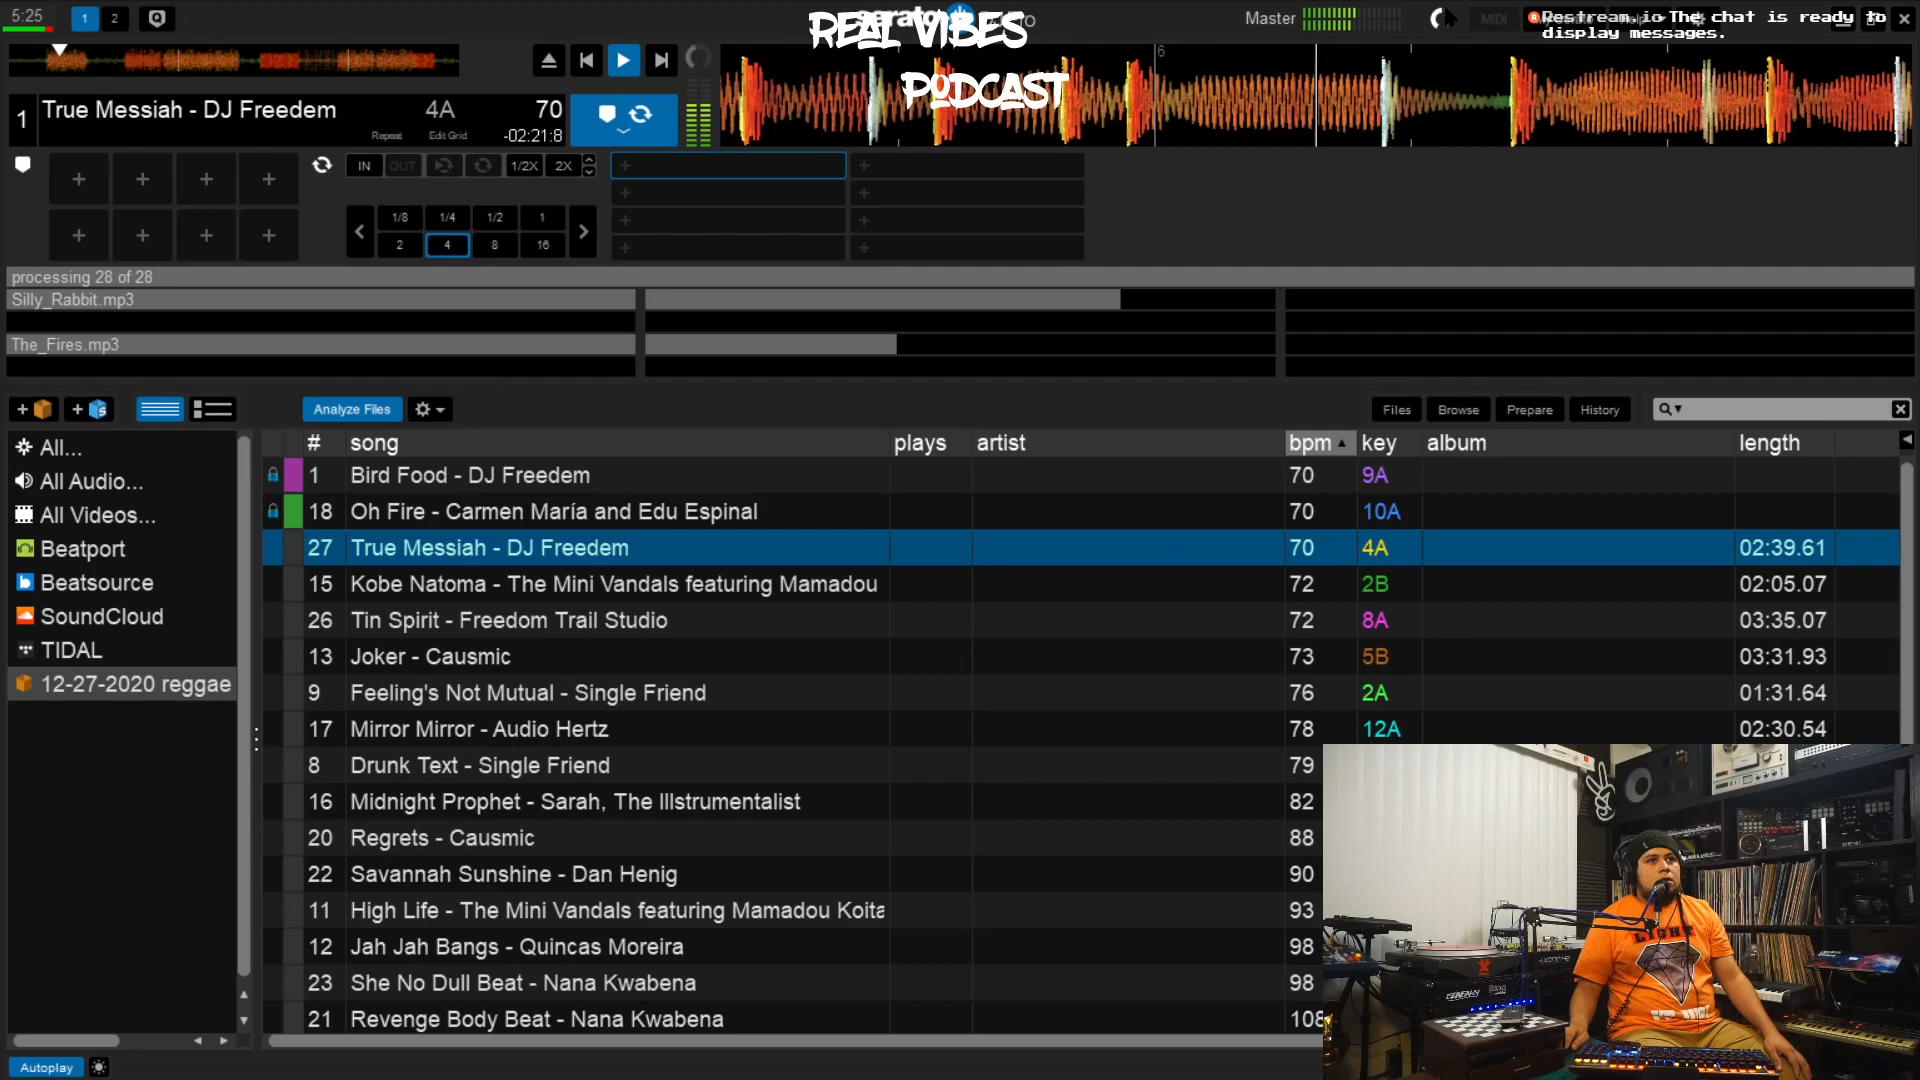 5:25
1 2
serato
REAL VIBES
PODCAST
Master
MIDI
Restream.io The chat is ready to
display messages.
1
True Messiah - DJ Freedem 4A 70
Repeat Edit Grid -02:21:8
6
IN OUT 1/2X 2X
1/8 1/4 1/2 1
2 4 8 16
processing 28 of 28
Silly_Rabbit.mp3
The_Fires.mp3
Analyze Files
Files Browse Prepare History
All...
All Audio...
All Videos...
Beatport
Beatsource
SoundCloud
TIDAL
12-27-2020 reggae
# song plays artist bpm key album length
1 Bird Food - DJ Freedem 70 9A
18 Oh Fire - Carmen María and Edu Espinal 70 10A
27 True Messiah - DJ Freedem 70 4A 02:39.61
15 Kobe Natoma - The Mini Vandals featuring Mamadou 72 2B 02:05.07
26 Tin Spirit - Freedom Trail Studio 72 8A 03:35.07
13 Joker - Causmic 73 5B 03:31.93
9 Feeling's Not Mutual - Single Friend 76 2A 01:31.64
17 Mirror Mirror - Audio Hertz 78 12A 02:30.54
8 Drunk Text - Single Friend 79
16 Midnight Prophet - Sarah, The Illstrumentalist 82
20 Regrets - Causmic 88
22 Savannah Sunshine - Dan Henig 90
11 High Life - The Mini Vandals featuring Mamadou Koita 93
12 Jah Jah Bangs - Quincas Moreira 98
23 She No Dull Beat - Nana Kwabena 98
21 Revenge Body Beat - Nana Kwabena 108
LIGHT
Autoplay